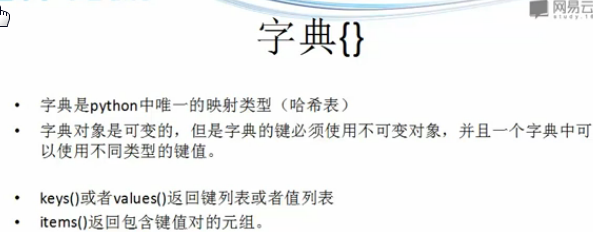 网易云
study.16
字典{}
• 字典是python中唯一的映射类型（哈希表）
• 字典对象是可变的，但是字典的键必须使用不可变对象，并且一个字典中可
以使用不同类型的键值。
• keys()或者values()返回键列表或者值列表
• items()返回包含键值对的元组。